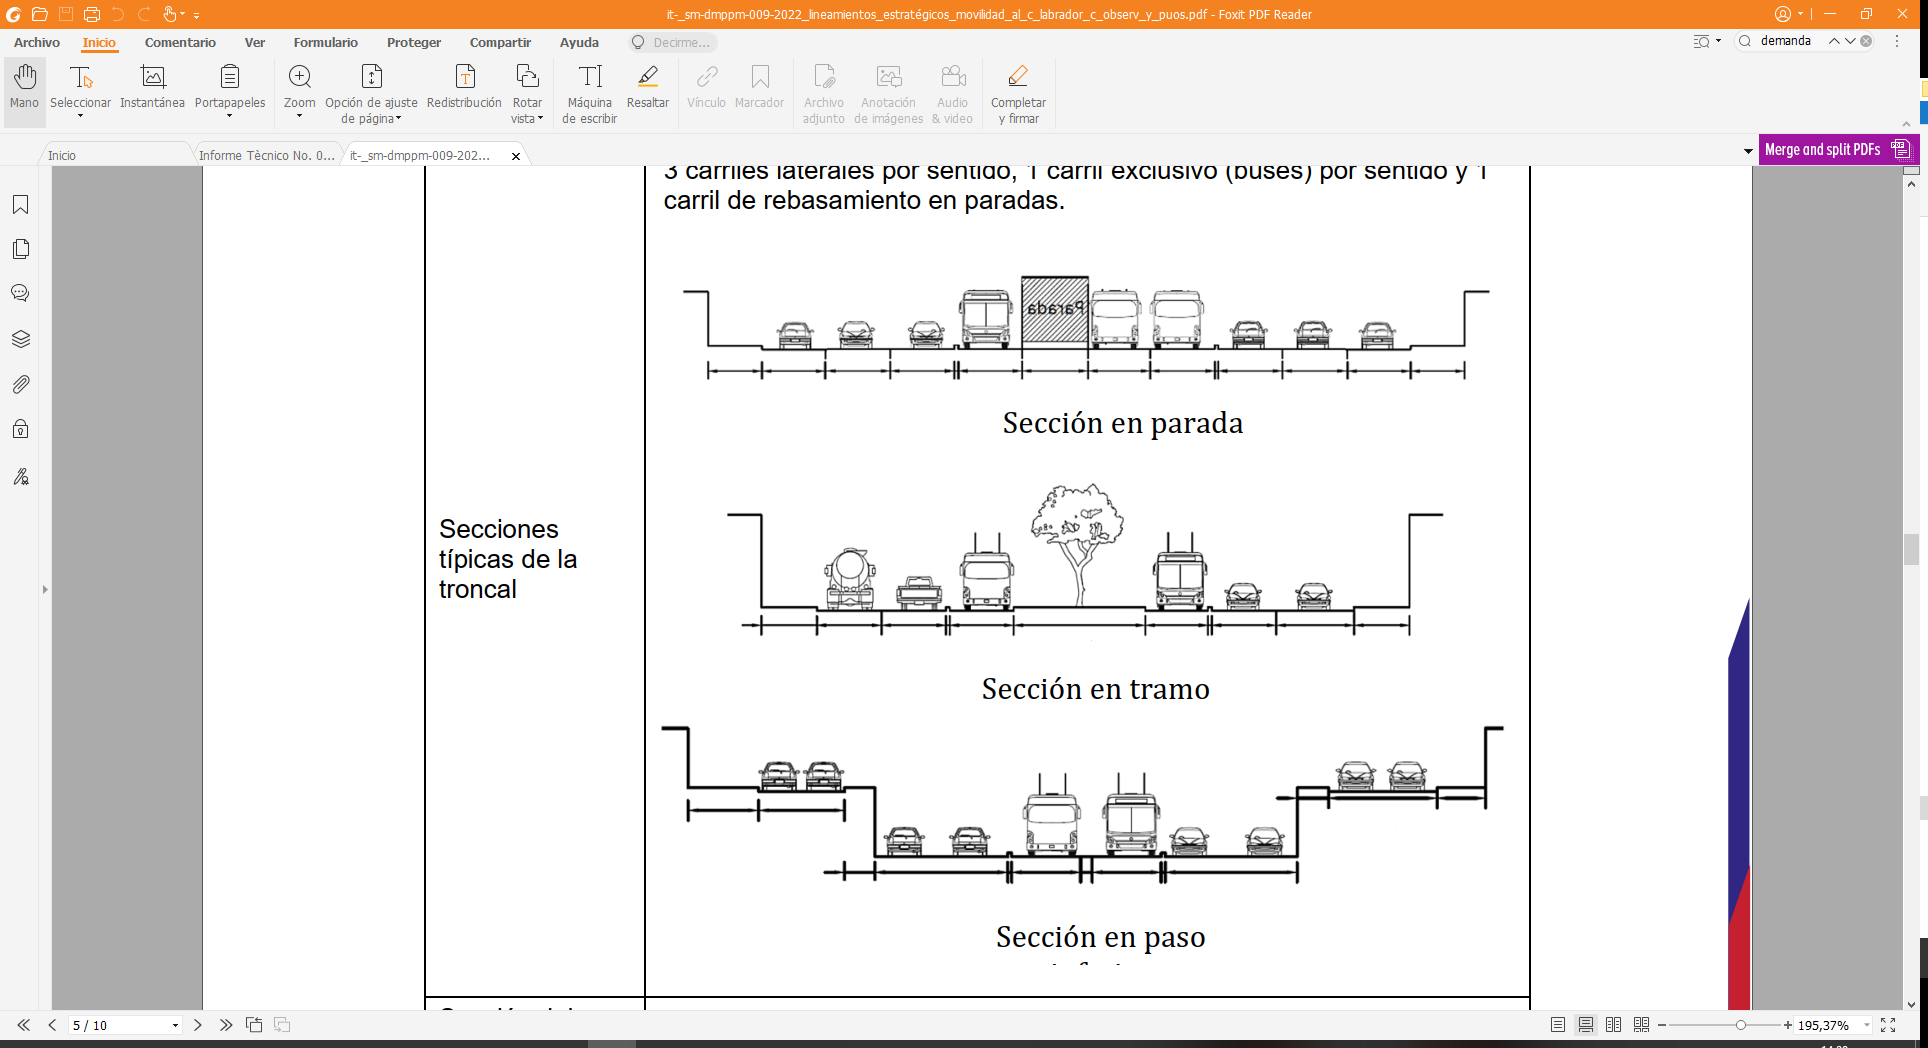 it-_sm-dmppm-009-2022_lineamientos_estratégicos_movilidad_al_c_labrador_c_observ_y_puos.pdf - Foxit PDF Reader
Archivo Inicio Comentario Ver Formulario Proteger Compartir Ayuda Decirme... demanda
Mano
Seleccionar
Instantánea
Portapapeles
Zoom
Opción de ajuste
de página
Redistribución
Rotar
vista
Máquina
de escribir
Resaltar
Vínculo
Marcador
Archivo
adjunto
Anotación
de imágenes
Audio
& video
Completar
y firmar
Inicio
Informe Tècnico No. 0...
it-_sm-dmppm-009-202...
Merge and split PDFs
3 carriles laterales por sentido, 1 carril exclusivo (buses) por sentido y 1
carril de rebasamiento en paradas.
Parada
Sección en parada
Secciones
típicas de la
troncal
Sección en tramo
Sección en paso
5 / 10
195,37%